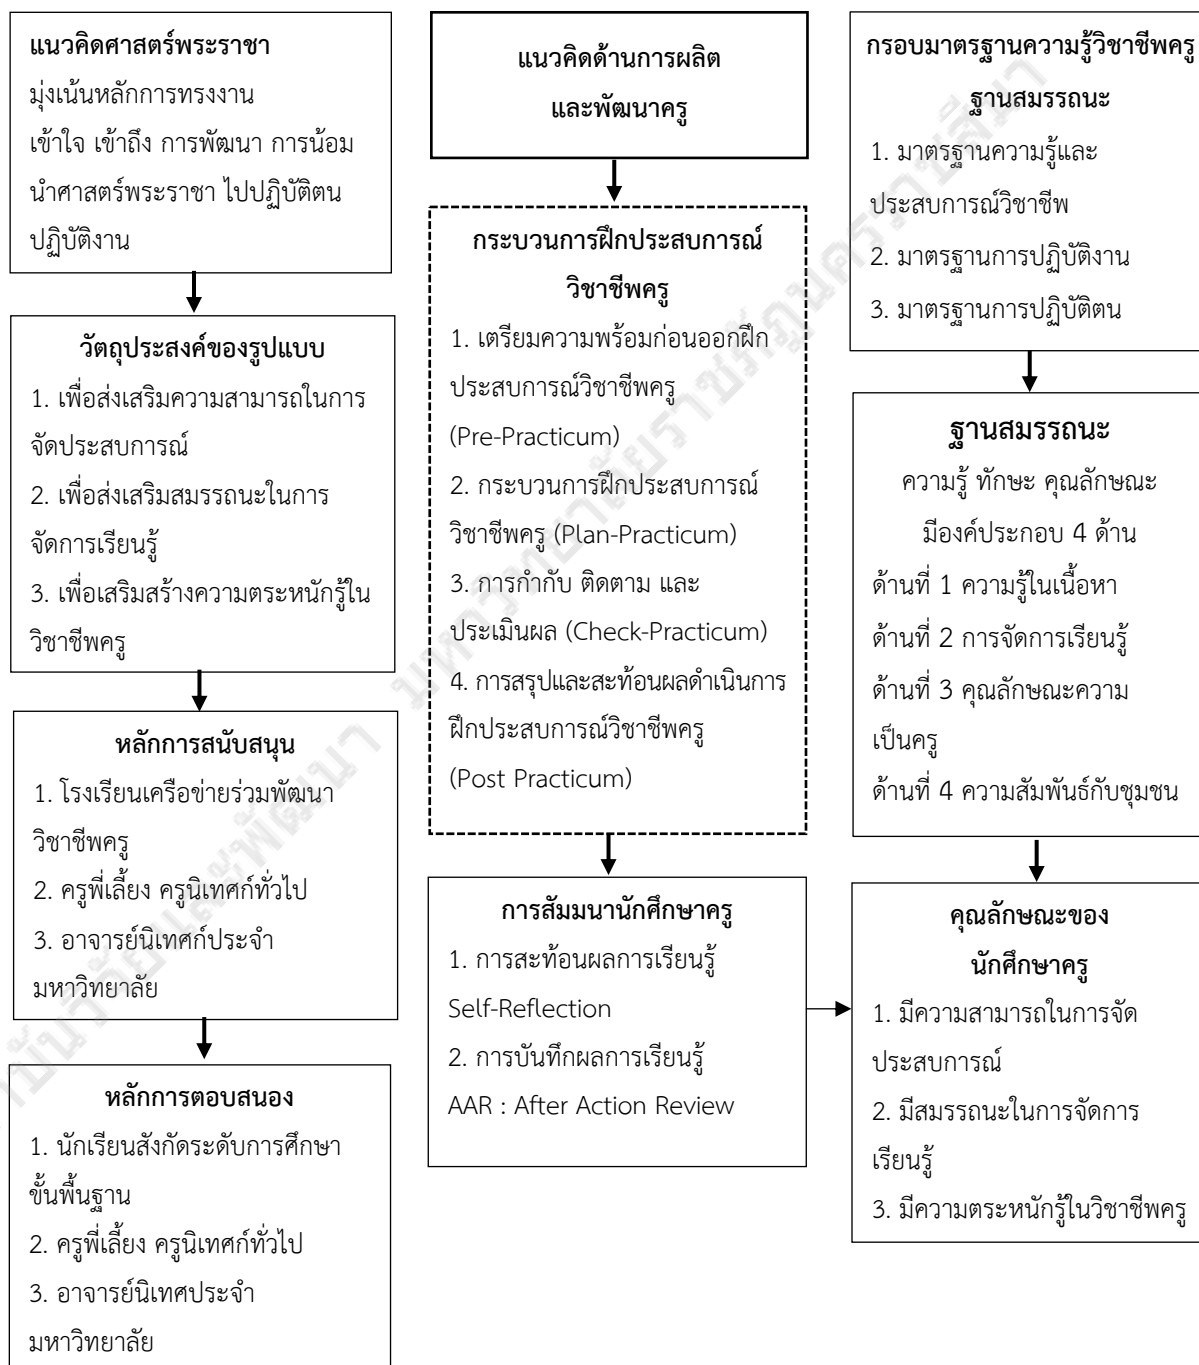 แนวคิดศาสตร์พระราชา
มุ่งเน้นหลักการทรงงาน
เข้าใจ เข้าถึง การพัฒนา การน้อม
นำศาสตร์พระราชา ไปปฏิบัติตน
ปฏิบัติงาน
วัตถุประสงค์ของรูปแบบ
1. เพื่อส่งเสริมความสามารถในการ
จัดประสบการณ์
2. เพื่อส่งเสริมสมรรถนะในการ
จัดการเรียนรู้
3. เพื่อเสริมสร้างความตระหนักรู้ใน
วิชาชีพครู
หลักการสนับสนุน
1. โรงเรียนเครือข่ายร่วมพัฒนา
วิชาชีพครู
2. ครูพี่เลี้ยง ครูนิเทศก์ทั่วไป
3. อาจารย์นิเทศก์ประจำ
มหาวิทยาลัย
หลักการตอบสนอง
1. นักเรียนสังกัดระดับการศึกษา
ขั้นพื้นฐาน
2. ครูพี่เลี้ยง ครูนิเทศก์ทั่วไป
3. อาจารย์นิเทศประจำ
มหาวิทยาลัย
แนวคิดด้านการผลิต
และพัฒนาครู
กระบวนการฝึกประสบการณ์
วิชาชีพครู
1. เตรียมความพร้อมก่อนออกฝึก
ประสบการณ์วิชาชีพครู
(Pre-Practicum)
2. กระบวนการฝึกประสบการณ์
วิชาชีพครู (Plan-Practicum)
3. การกำกับ ติดตาม และ
ประเมินผล (Check-Practicum)
4. การสรุปและสะท้อนผลดำเนินการ
ฝึกประสบการณ์วิชาชีพครู
(Post Practicum)
การสัมมนานักศึกษาครู
1. การสะท้อนผลการเรียนรู้
Self-Reflection
2. การบันทึกผลการเรียนรู้
AAR : After Action Review
กรอบมาตรฐานความรู้วิชาชีพครู
ฐานสมรรถนะ
1. มาตรฐานความรู้และ
ประสบการณ์วิชาชีพ
2. มาตรฐานการปฏิบัติงาน
3. มาตรฐานการปฏิบัติตน
ฐานสมรรถนะ
ความรู้ ทักษะ คุณลักษณะ
มีองค์ประกอบ 4 ด้าน
ด้านที่ 1 ความรู้ในเนื้อหา
ด้านที่ 2 การจัดการเรียนรู้
ด้านที่ 3 คุณลักษณะความ
เป็นครู
ด้านที่ 4 ความสัมพันธ์กับชุมชน
คุณลักษณะของ
นักศึกษาครู
1. มีความสามารถในการจัด
ประสบการณ์
2. มีสมรรถนะในการจัดการ
เรียนรู้
3. มีความตระหนักรู้ในวิชาชีพครู
บันวิจัยและพัฒนา มหาวิทยาลัยราชภัฏนครราชสีมา